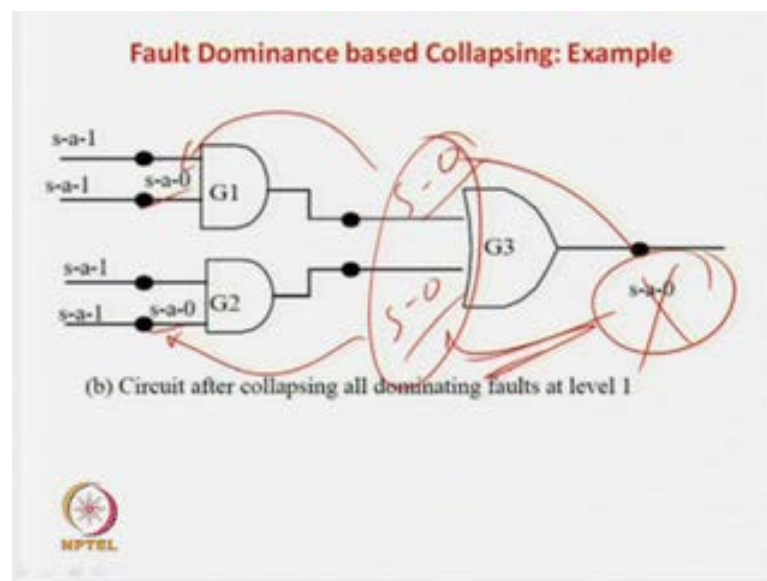 Fault Dominance based Collapsing: Example
s-a-1
s-a-1
s-a-0
G1
s-0
G3
s-a-0
s-a-1
s-a-1
s-a-0
G2
s-0
(b) Circuit after collapsing all dominating faults at level 1
NPTEL